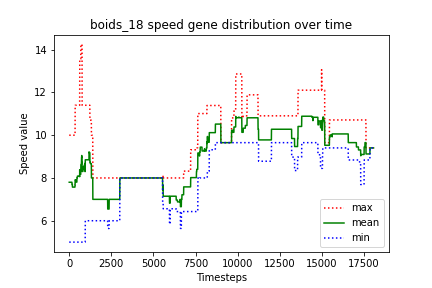 boids_18 speed gene distribution over time
Speed value
14
12
10
8
6
0
2500
5000
7500
10000
12500
15000
17500
Timesteps
max
mean
min